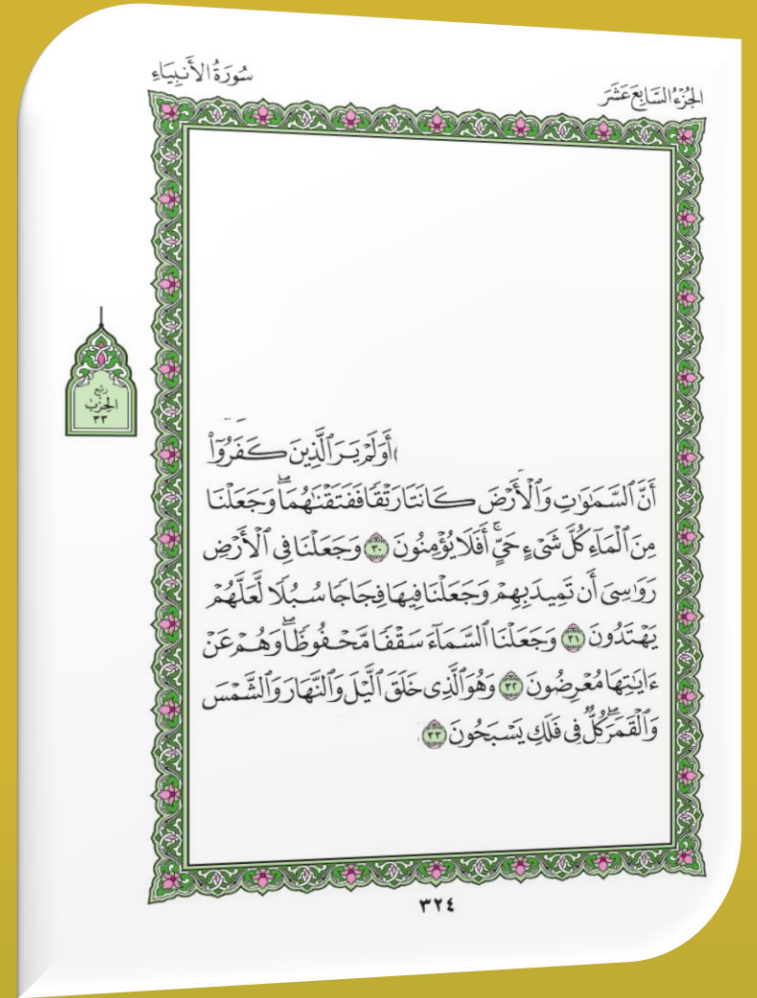 سُورَةُ الأَنبِيَاءِ
الجُزْءُ السَّابِعَ عَشَرَ
رُبع
الحِزْب
٣٣
أَوَلَمْ يَرَ ٱلَّذِينَ كَفَرُوٓا۟
أَنَّ ٱلسَّمَٰوَٰتِ وَٱلْأَرْضَ كَانَتَا رَتْقًا فَفَتَقْنَٰهُمَا ۖ وَجَعَلْنَا
مِنَ ٱلْمَآءِ كُلَّ شَىْءٍ حَىٍّ ۖ أَفَلَا يُؤْمِنُونَ ٣٠ وَجَعَلْنَا فِى ٱلْأَرْضِ
رَوَٰسِىَ أَن تَمِيدَ بِهِمْ وَجَعَلْنَا فِيهَا فِجَاجًا سُبُلًا لَّعَلَّهُمْ
يَهْتَدُونَ ٣١ وَجَعَلْنَا ٱلسَّمَآءَ سَقْفًا مَّحْفُوظًا ۖ وَهُمْ عَنْ
ءَايَٰتِهَا مُعْرِضُونَ ٣٢ وَهُوَ ٱلَّذِى خَلَقَ ٱلَّيْلَ وَٱلنَّهَارَ وَٱلشَّمْسَ
وَٱلْقَمَرَ ۖ كُلٌّ فِى فَلَكٍ يَسْبَحُونَ ٣٣
٣٢٤